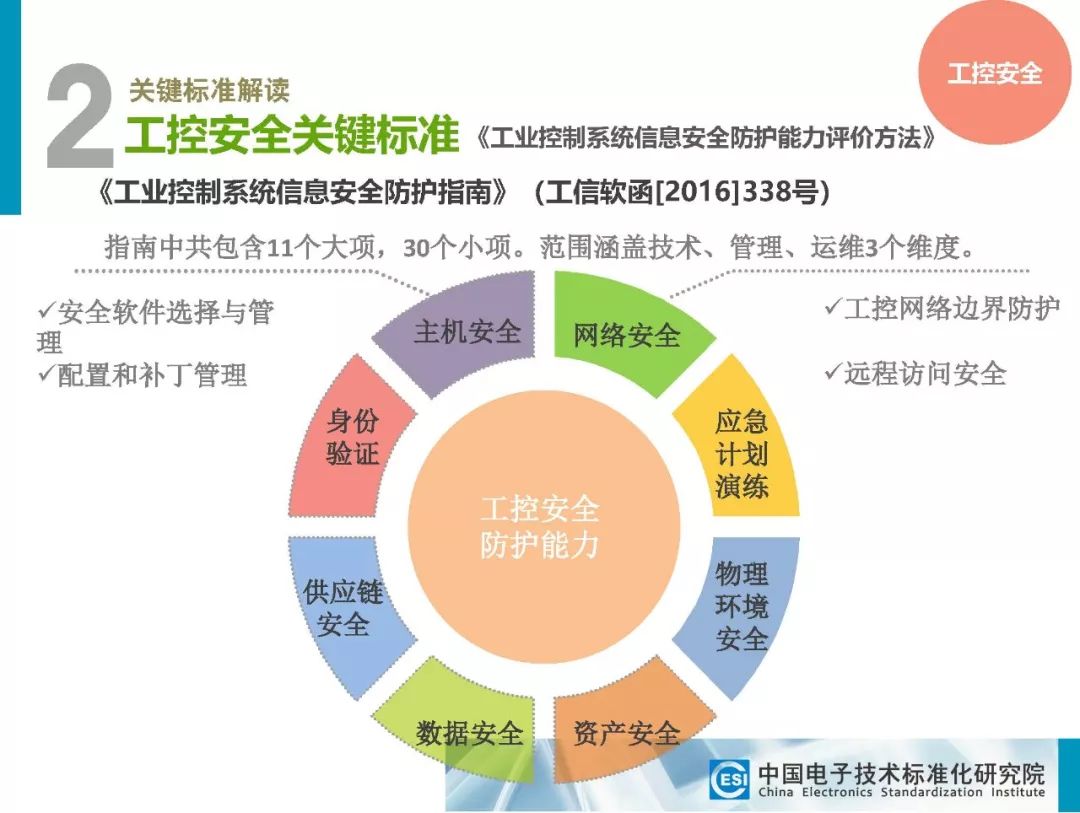 工控安全
2
关键标准解读
工控安全关键标准《工业控制系统信息安全防护能力评价方法》
《工业控制系统信息安全防护指南》（工信软函[2016]338号）
指南中共包含11个大项，30个小项。范围涵盖技术、管理、运维3个维度。
✓安全软件选择与管
理
✓配置和补丁管理
✓工控网络边界防护
✓远程访问安全
主机安全
网络安全
身份
验证
应急
计划
演练
工控安全
防护能力
供应链
安全
物理
环境
安全
数据安全
资产安全
CESI
中国电子技术标准化研究院
China Electronics Standardization Institute